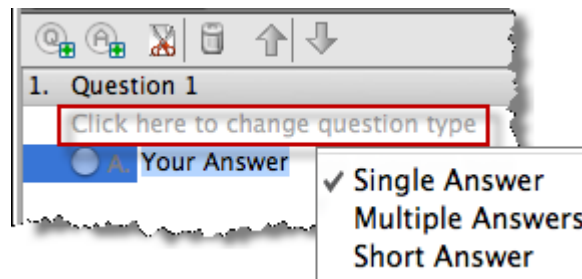 Q A
1. Question 1
Click here to change question type
A. Your Answer
✓ Single Answer
Multiple Answers
Short Answer